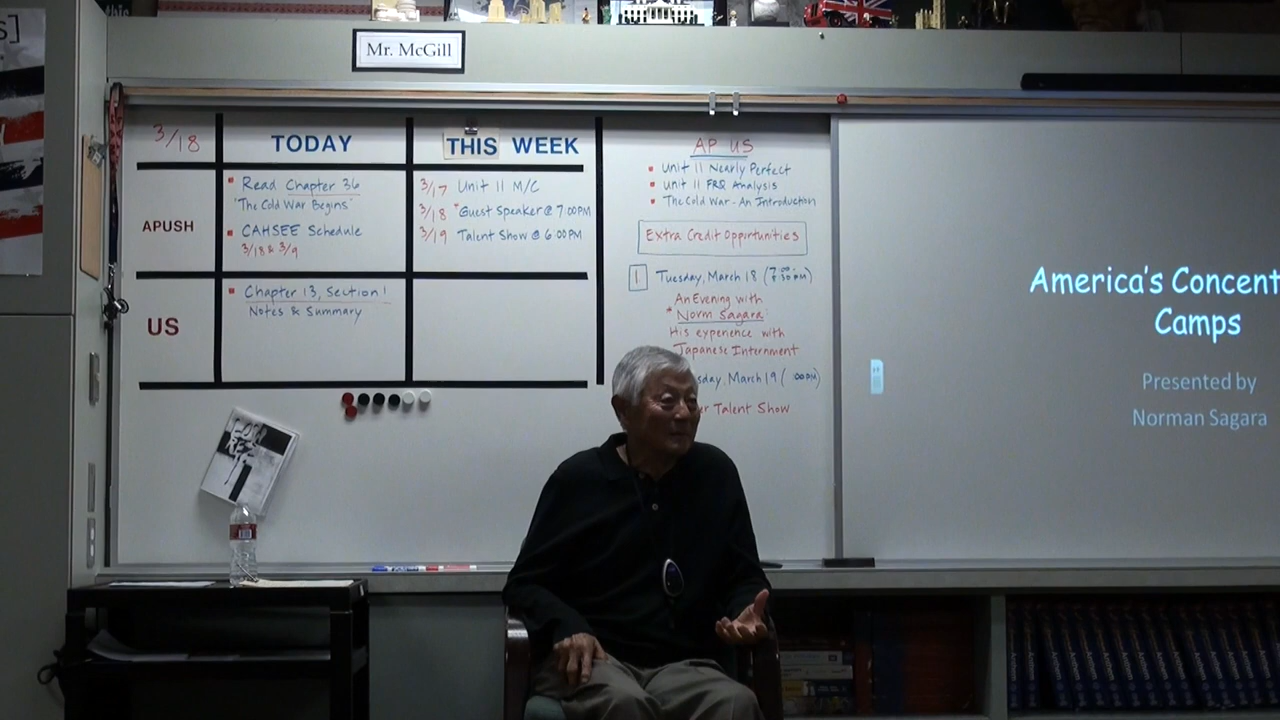 Mr. McGill
3/18
TODAY
THIS WEEK
APUSH
Read Chapter 36
"The Cold War Begins"
CAHSEE Schedule
3/18 & 3/9
3/17 Unit 11 M/C
3/18 *Guest Speaker @ 7:00PM
3/19 Talent Show @ 6:00PM
US
Chapter 13, Section 1
Notes & Summary
AP US
Unit 11 Nearly Perfect
Unit 11 FRQ Analysis
The Cold War - An Introduction
Extra Credit Opportunities
1 Tuesday, March 18
An Evening with
* Norm Sagara:
His experience with
Japanese Internment
sday, March 19 ( :00PM)
Talent Show
America's Concent
Camps
Presented by
Norman Sagara